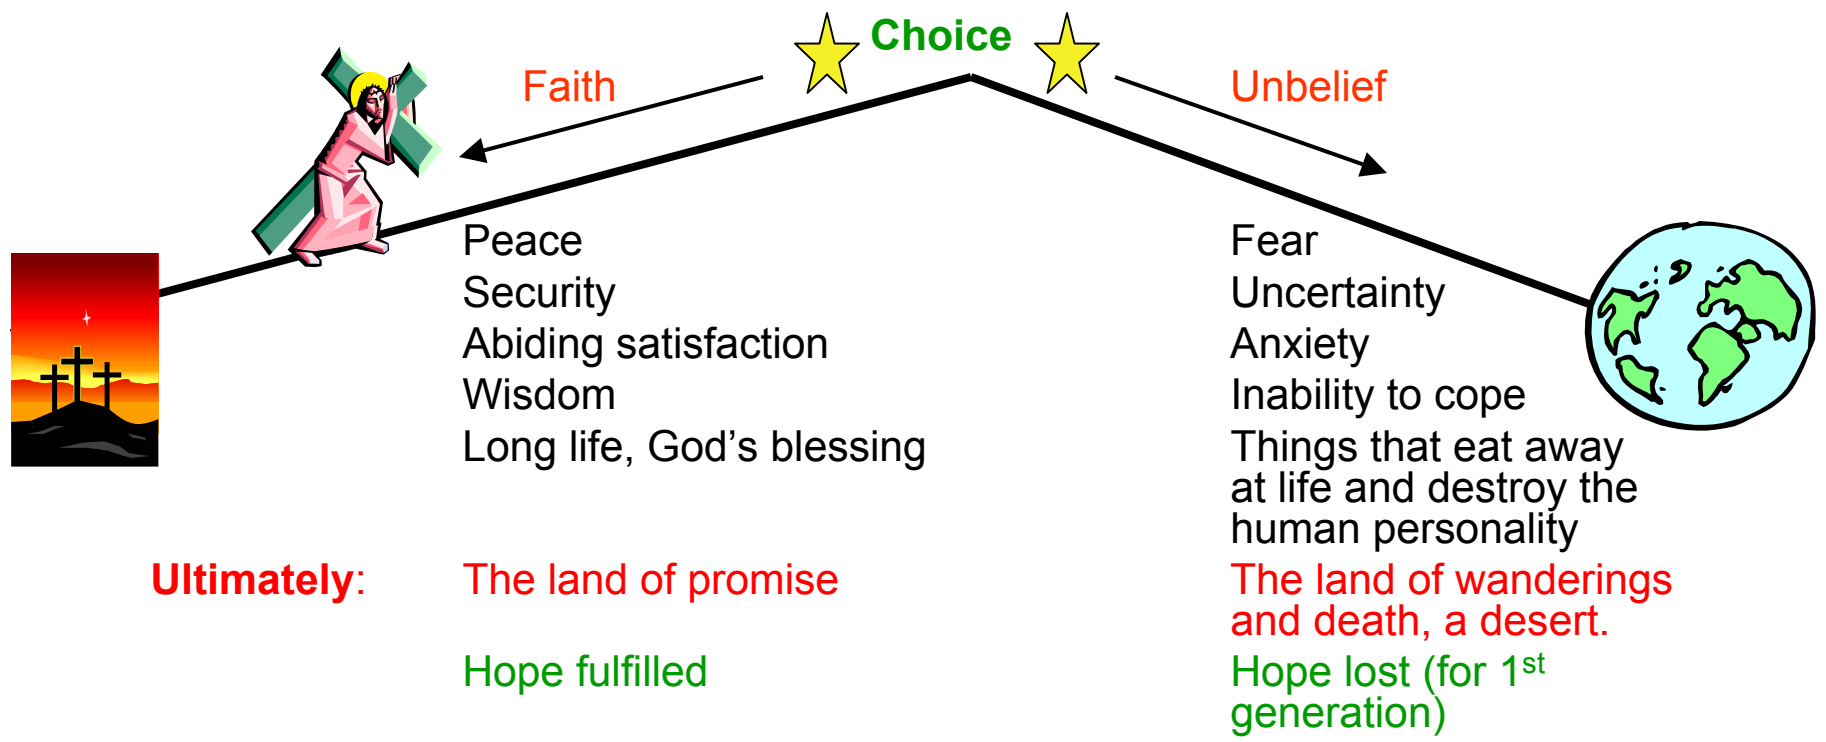 Choice
Faith
Unbelief
Peace
Security
Abiding satisfaction
Wisdom
Long life, God’s blessing
Fear
Uncertainty
Anxiety
Inability to cope
Things that eat away
at life and destroy the
human personality
Ultimately:
The land of promise
The land of wanderings
and death, a desert.
Hope fulfilled
Hope lost (for 1st
generation)